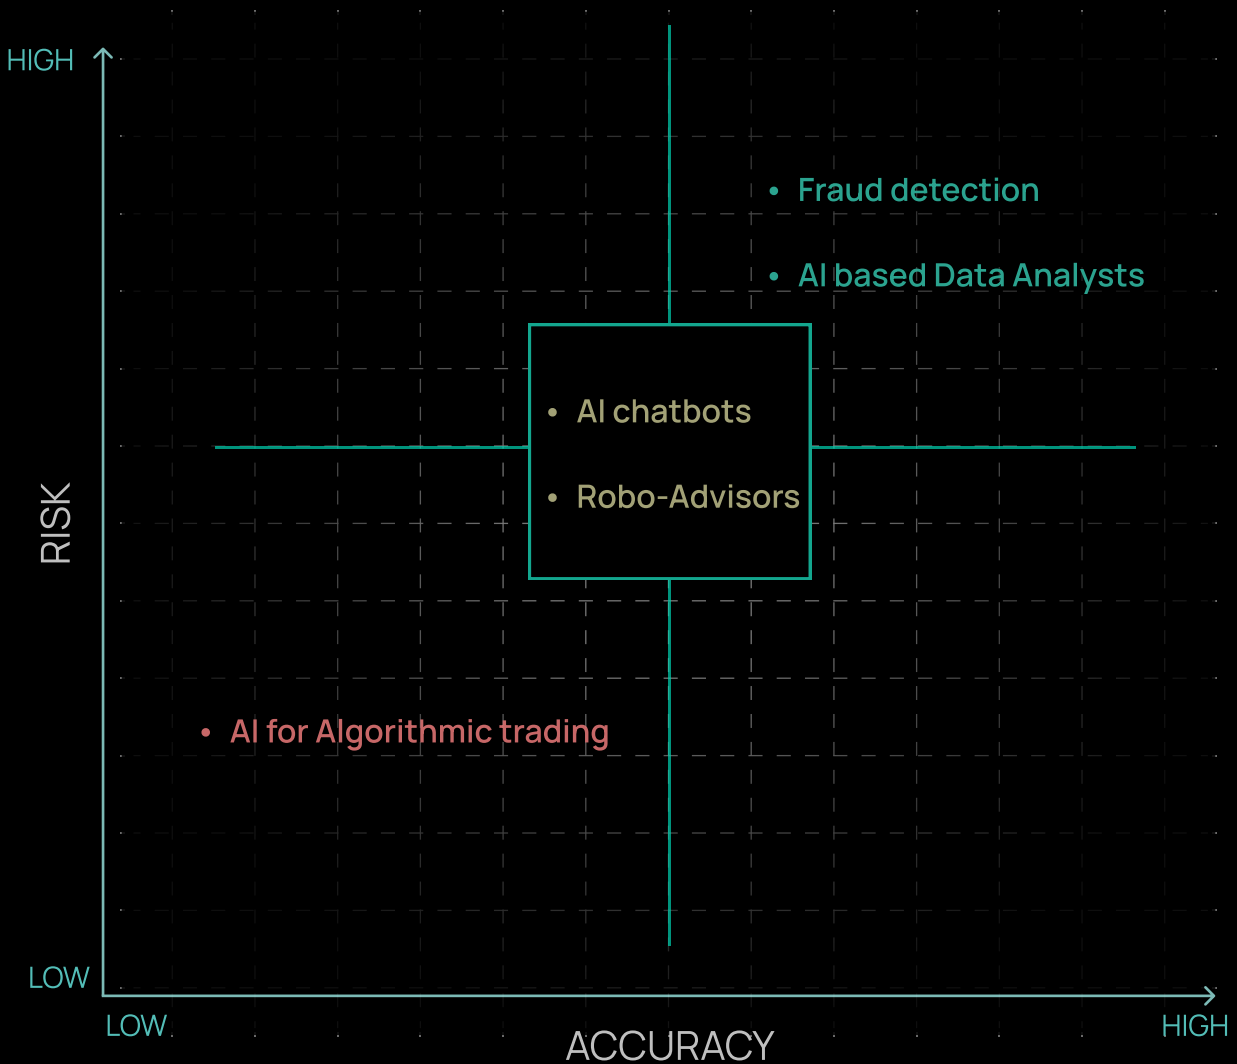 HIGH
Fraud detection
AI based Data Analysts
AI chatbots
Robo-Advisors
RISK
AI for Algorithmic trading
LOW
LOW
HIGH
ACCURACY